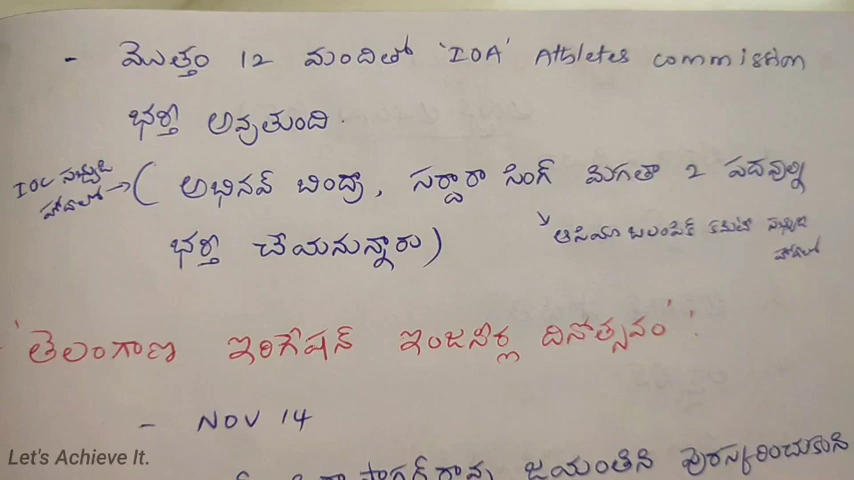 - మొత్తం 12 మందితో 'IOA' Athletes commission
భర్తీ అవ్వతుంది.
IOC సభ్యుడి హోదాలో → ( అభినవ్ బింద్రా, సర్దారా సింగ్ మిగతా 2 పదవుల్ని
భర్తీ చేయనున్నారు)
ఆసియా ఒలంపిక్ కమిటీ సభ్యుడి
హోదాలో
'తెలంగాణ ఇరిగేషన్ ఇంజనీర్ల దినోత్సవం' :
- NOV 14
జయంతిని పురస్కరించుకుని
Let's Achieve It.